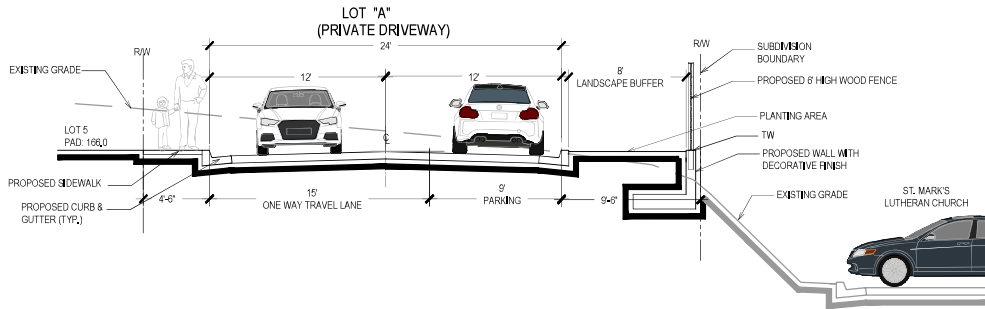 LOT "A"
(PRIVATE DRIVEWAY)
24'
R/W
R/W
SUBDIVISION
BOUNDARY
EXISTING GRADE
12'
12'
8'
LANDSCAPE BUFFER
PROPOSED 6' HIGH WOOD FENCE
PLANTING AREA
LOT 5
PAD: 166.0
TW
PROPOSED WALL WITH
DECORATIVE FINISH
PROPOSED SIDEWALK
EXISTING GRADE
ST. MARK'S
LUTHERAN CHURCH
PROPOSED CURB &
GUTTER (TYP.)
4'-6"
15'
ONE WAY TRAVEL LANE
9'
PARKING
9'-6"